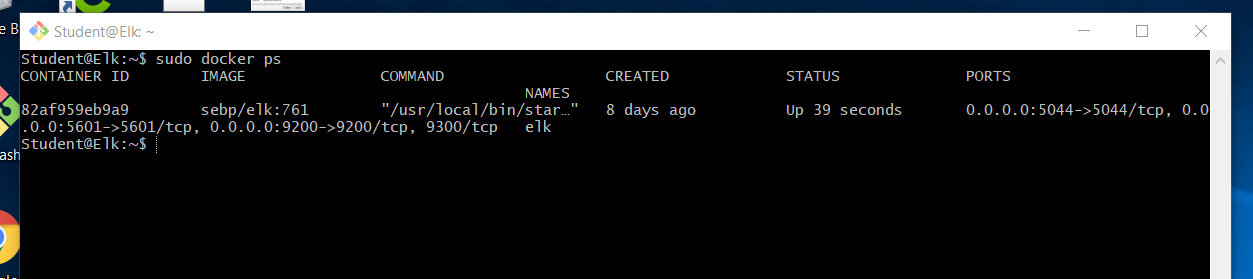 e B
Student@Elk: ~
Student@Elk:~$ sudo docker ps
CONTAINER ID        IMAGE               COMMAND                  CREATED             STATUS              PORTS
                                                        NAMES
82af959eb9a9        sebp/elk:761        "/usr/local/bin/star…"   8 days ago          Up 39 seconds       0.0.0.0:5044->5044/tcp, 0.0
.0.0:5601->5601/tcp, 0.0.0.0:9200->9200/tcp, 9300/tcp   elk
Student@Elk:~$
ash